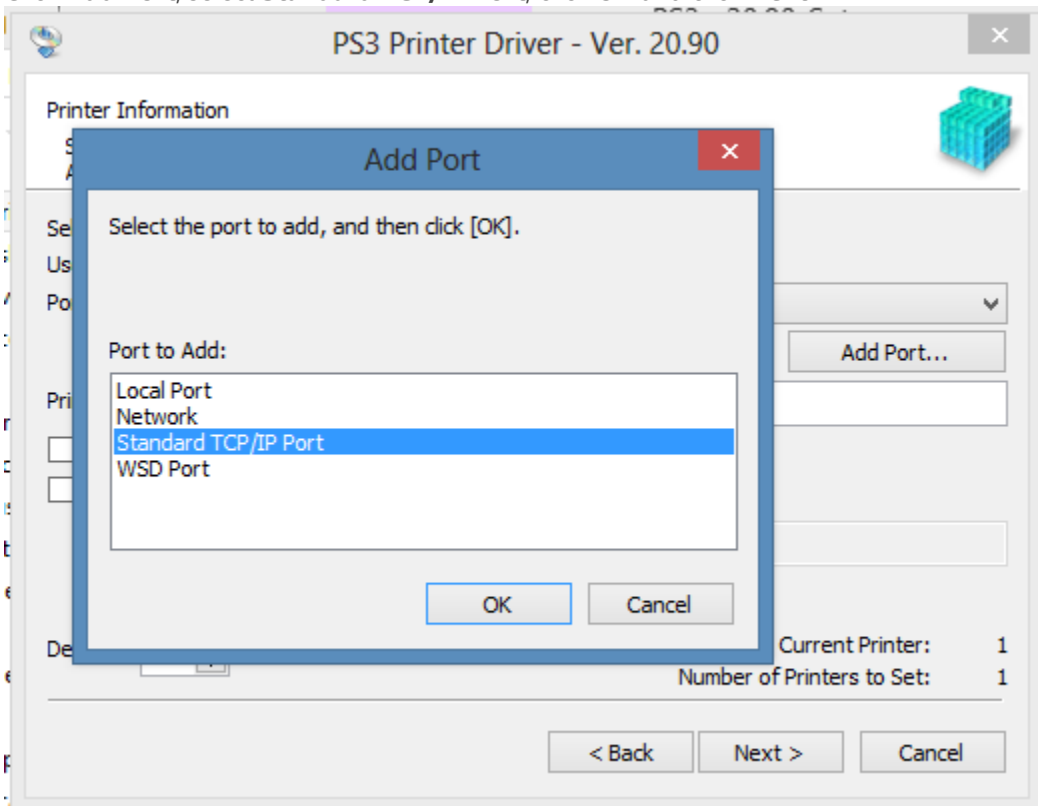 PS3 Printer Driver - Ver. 20.90
Printer Information
Add Port
Select the port to add, and then click [OK].
Port to Add:
Add Port...
Local Port
Network
Standard TCP/IP Port
WSD Port
OK Cancel
Current Printer: 1
Number of Printers to Set: 1
< Back Next > Cancel